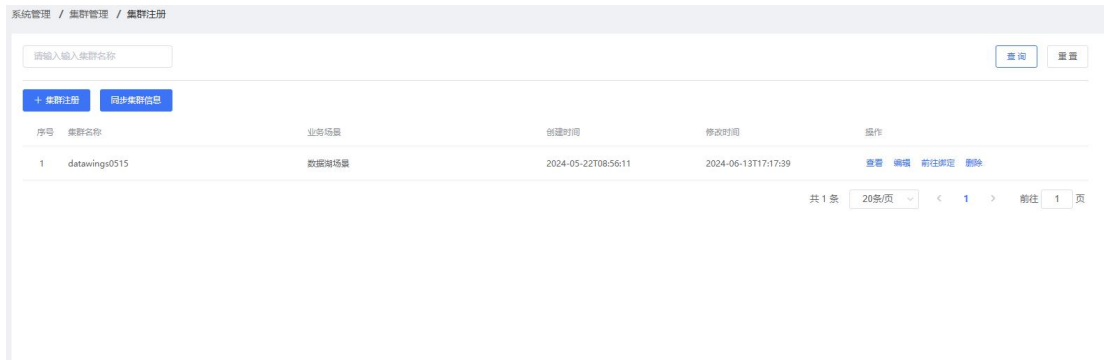 系统管理 / 集群管理 / 集群注册
请输入输入集群名称 查询 重置
+ 集群注册 同步集群信息
序号 集群名称 业务场景 创建时间 修改时间 操作
1 datawings0515 数据湖场景 2024-05-22T08:56:11 2024-06-13T17:17:39 查看 编辑 前往绑定 删除
共 1 条 20条/页 < 1 > 前往 1 页